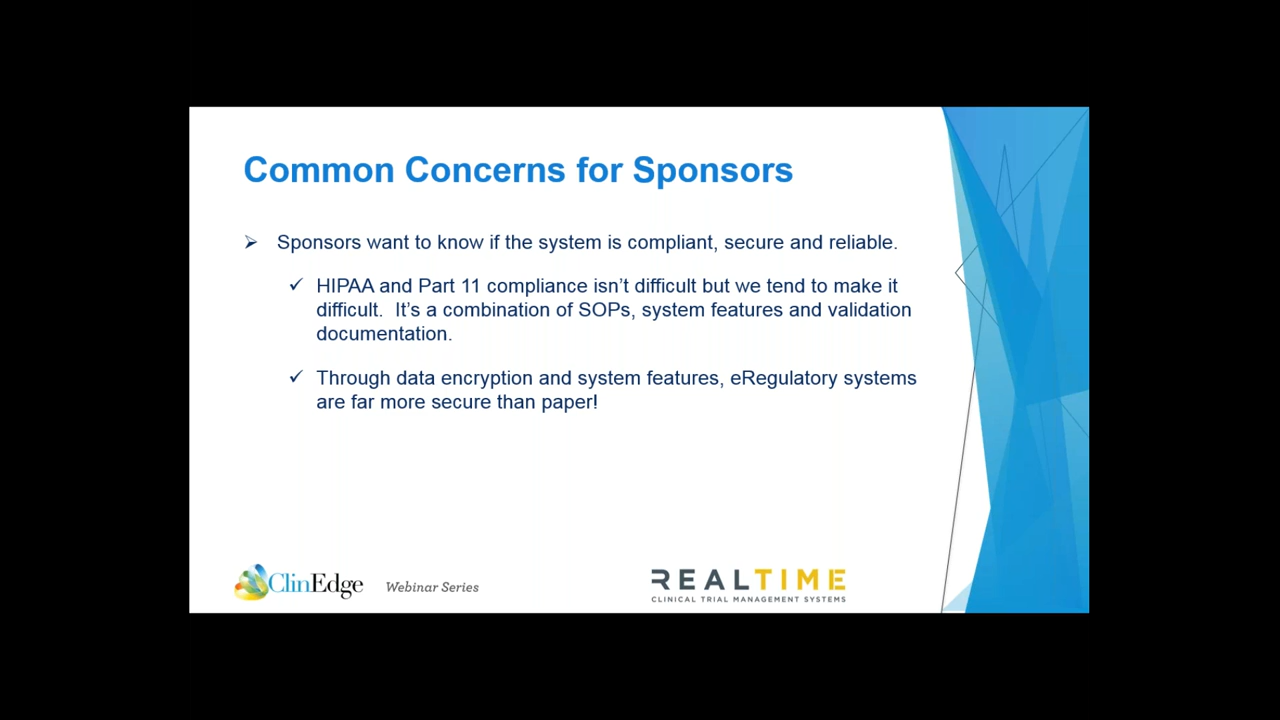 Common Concerns for Sponsors
Sponsors want to know if the system is compliant, secure and reliable.
HIPAA and Part 11 compliance isn’t difficult but we tend to make it
difficult.  It’s a combination of SOPs, system features and validation
documentation.
Through data encryption and system features, eRegulatory systems
are far more secure than paper!
ClinEdge Webinar Series
REALTIME
CLINICAL TRIAL MANAGEMENT SYSTEMS